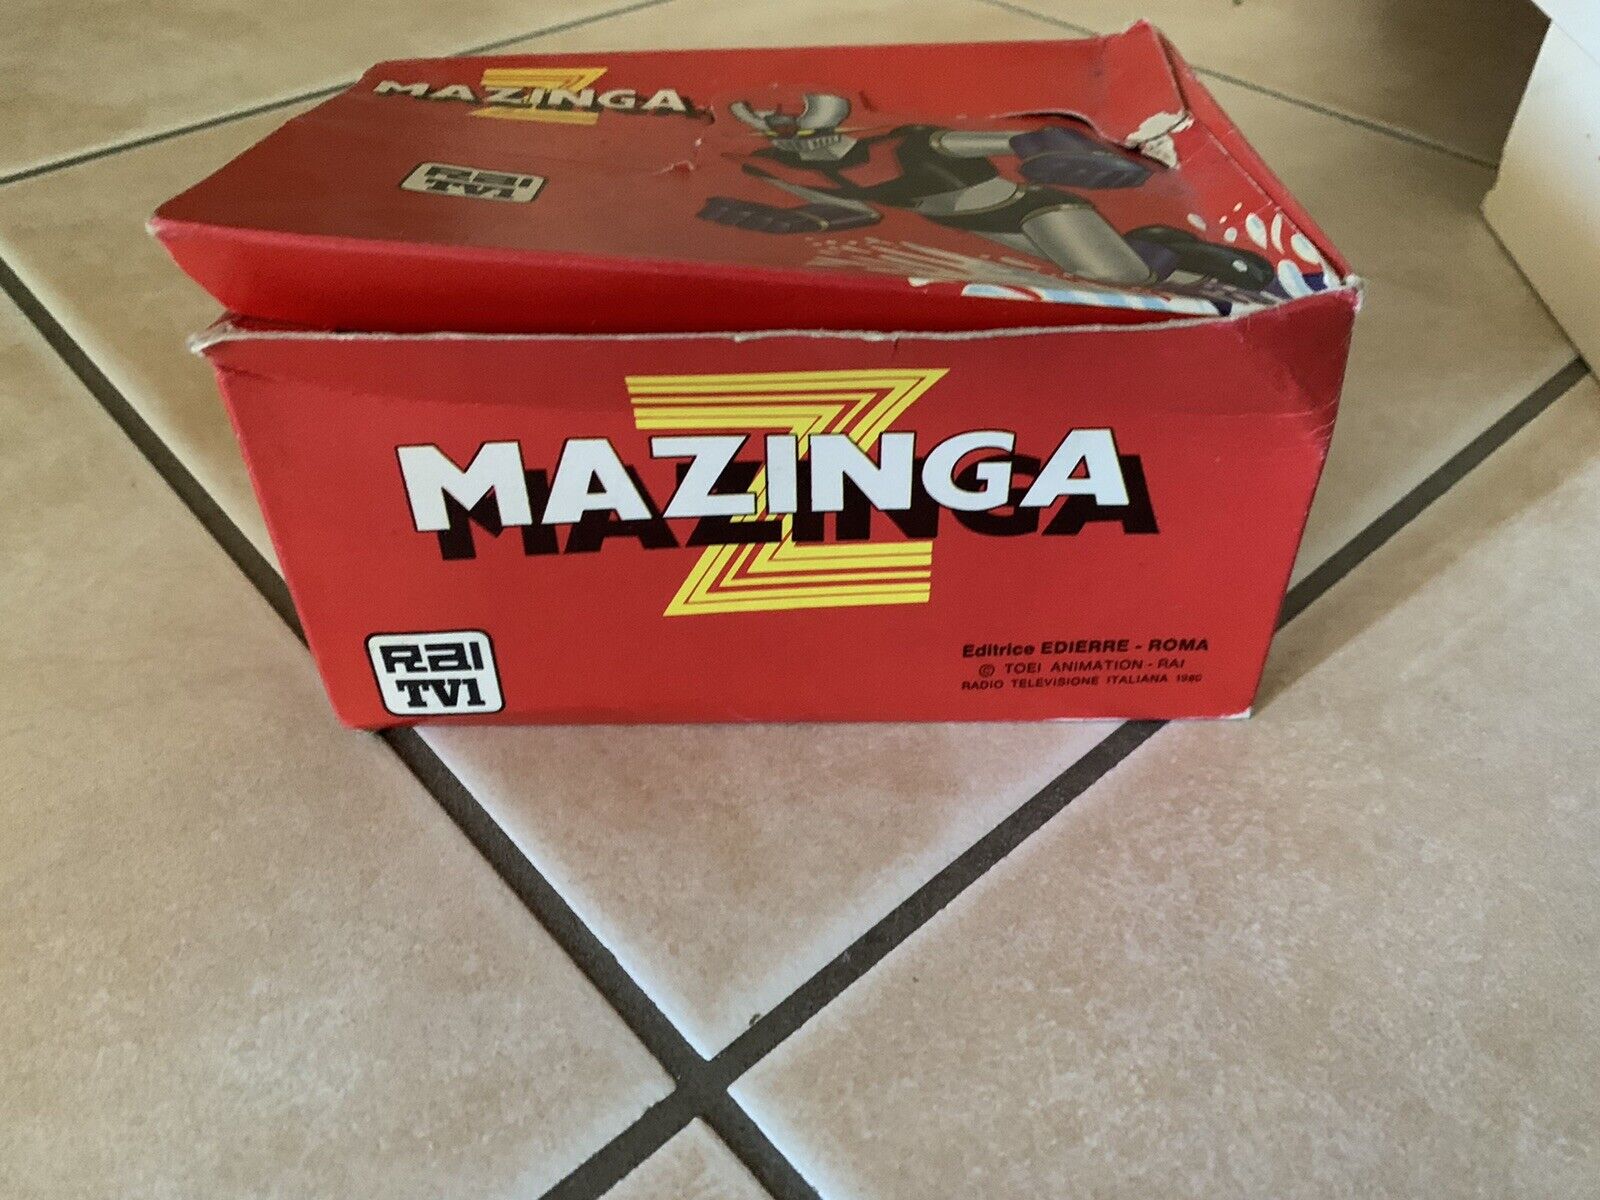 MAZINGA
Z
RAI
TV1
MAZINGA
Z
RAI
TV1
Editrice EDIERRE - ROMA
© TOEI ANIMATION - RAI
RADIO TELEVISIONE ITALIANA 1980